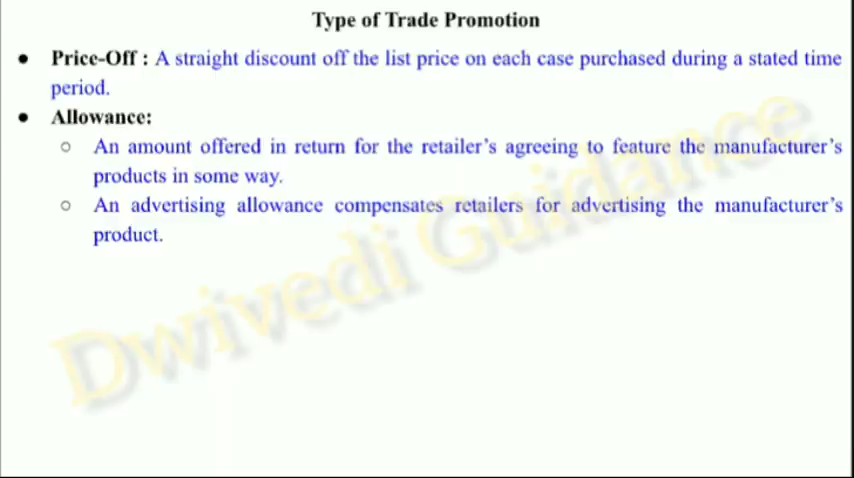 Type of Trade Promotion
● Price-Off : A straight discount off the list price on each case purchased during a stated time
period.
● Allowance:
○ An amount offered in return for the retailer's agreeing to feature the manufacturer's
products in some way.
○ An advertising allowance compensates retailers for advertising the manufacturer's
product.
Dwivedi Guidance